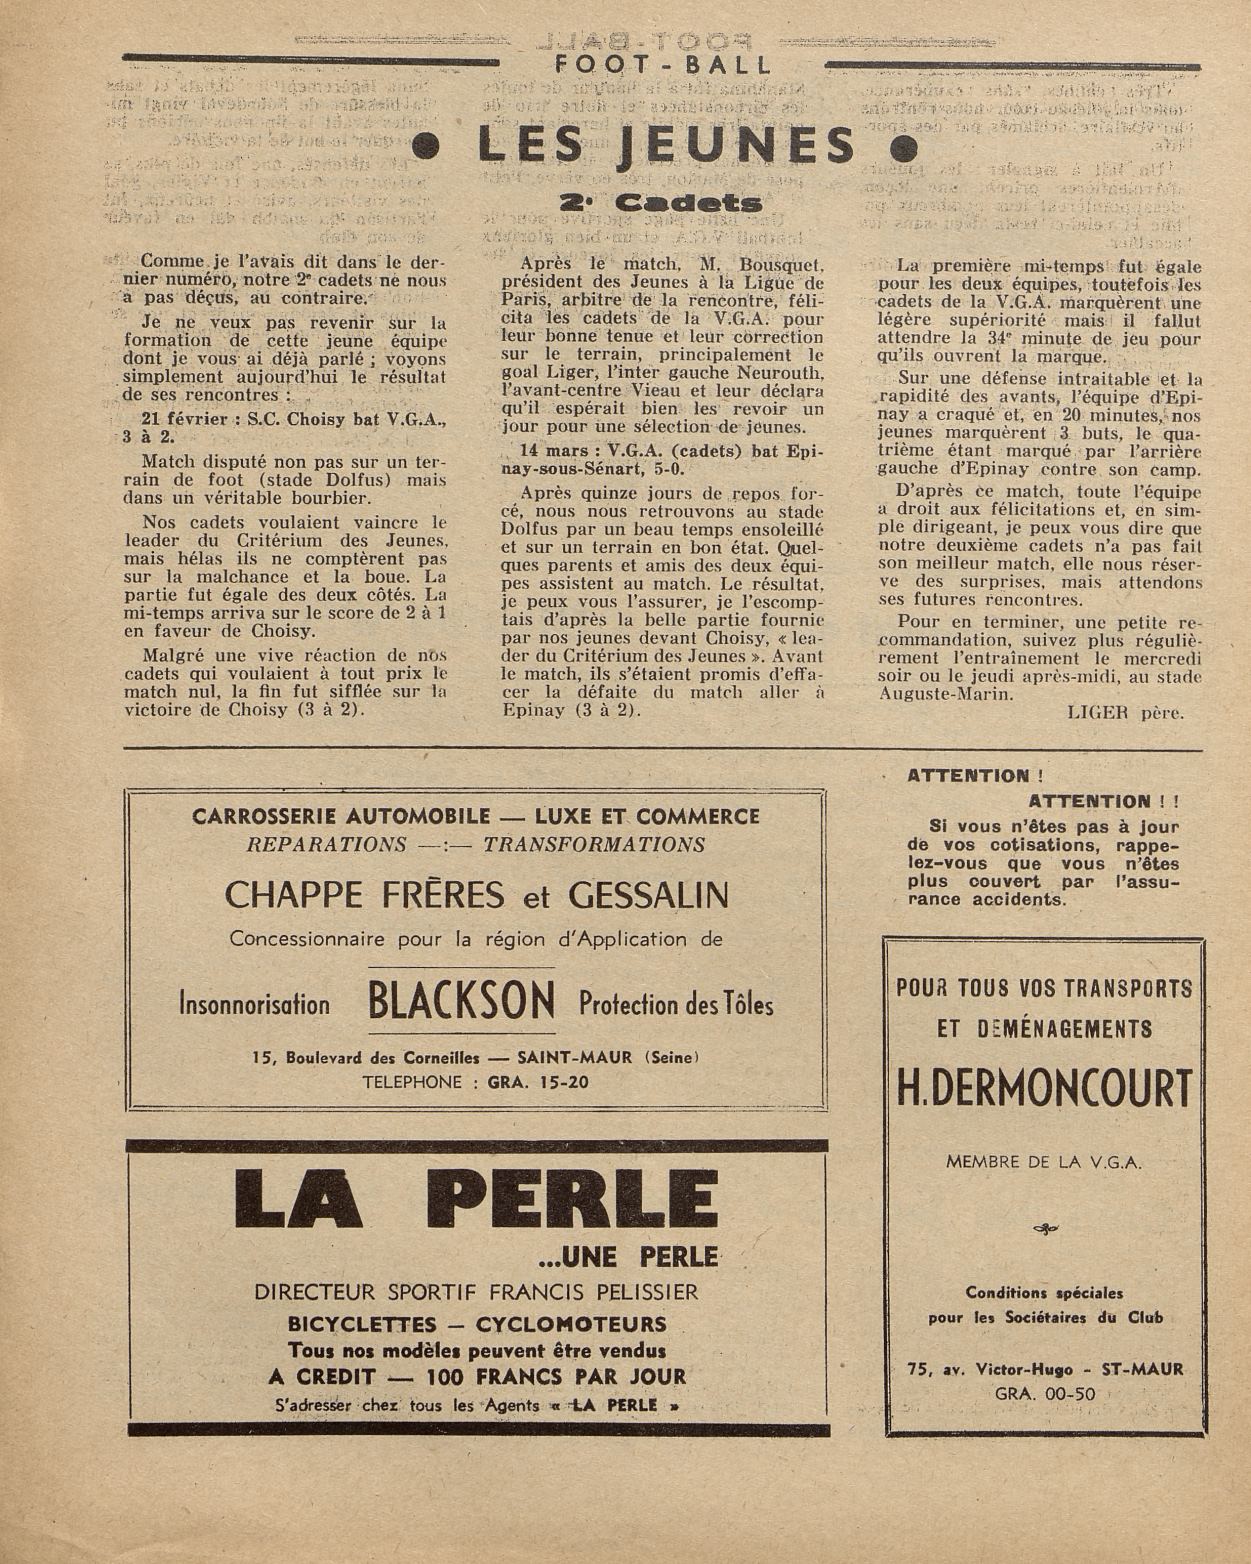 FOOT-BALL
● LES JEUNES ●
2e Cadets
Comme je l'avais dit dans le der-
nier numéro, notre 2e cadets ne nous
a pas déçus, au contraire.
Je ne veux pas revenir sur la
formation de cette jeune équipe
dont je vous ai déjà parlé ; voyons
simplement aujourd'hui le résultat
de ses rencontres :
21 février : S.C. Choisy bat V.G.A.,
3 à 2.
Match disputé non pas sur un ter-
rain de foot (stade Dolfus) mais
dans un véritable bourbier.
Nos cadets voulaient vaincre le
leader du Critérium des Jeunes,
mais hélas ils ne comptèrent pas
sur la malchance et la boue. La
partie fut égale des deux côtés. La
mi-temps arriva sur le score de 2 à 1
en faveur de Choisy.
Malgré une vive réaction de nos
cadets qui voulaient à tout prix le
match nul, la fin fut sifflée sur la
victoire de Choisy (3 à 2).
Après le match, M. Bousquet,
président des Jeunes à la Ligue de
Paris, arbitre de la rencontre, féli-
cita les cadets de la V.G.A. pour
leur bonne tenue et leur correction
sur le terrain, principalement le
goal Liger, l'inter gauche Neurouth,
l'avant-centre Vieau et leur déclara
qu'il espérait bien les revoir un
jour pour une sélection de jeunes.
14 mars : V.G.A. (cadets) bat Epi-
nay-sous-Sénart, 5-0.
Après quinze jours de repos for-
cé, nous nous retrouvons au stade
Dolfus par un beau temps ensoleillé
et sur un terrain en bon état. Quel-
ques parents et amis des deux équi-
pes assistent au match. Le résultat,
je peux vous l'assurer, je l'escomp-
tais d'après la belle partie fournie
par nos jeunes devant Choisy, « lea-
der du Critérium des Jeunes ». Avant
le match, ils s'étaient promis d'effa-
cer la défaite du match aller à
Epinay (3 à 2).
La première mi-temps fut égale
pour les deux équipes, toutefois les
cadets de la V.G.A. marquèrent une
légère supériorité mais il fallut
attendre la 34e minute de jeu pour
qu'ils ouvrent la marque.
Sur une défense intraitable et la
rapidité des avants, l'équipe d'Epi-
nay a craqué et, en 20 minutes, nos
jeunes marquèrent 3 buts, le qua-
trième étant marqué par l'arrière
gauche d'Epinay contre son camp.
D'après ce match, toute l'équipe
a droit aux félicitations et, en sim-
ple dirigeant, je peux vous dire que
notre deuxième cadets n'a pas fait
son meilleur match, elle nous réser-
ve des surprises, mais attendons
ses futures rencontres.
Pour en terminer, une petite re-
commandation, suivez plus réguliè-
rement l'entraînement le mercredi
soir ou le jeudi après-midi, au stade
Auguste-Marin.
LIGER père.
CARROSSERIE AUTOMOBILE — LUXE ET COMMERCE
REPARATIONS —:— TRANSFORMATIONS
CHAPPE FRÈRES et GESSALIN
Concessionnaire pour la région d'Application de
Insonnorisation BLACKSON Protection des Tôles
15, Boulevard des Corneilles — SAINT-MAUR (Seine)
TELEPHONE : GRA. 15-20
LA PERLE
...UNE PERLE
DIRECTEUR SPORTIF FRANCIS PELISSIER
BICYCLETTES — CYCLOMOTEURS
Tous nos modèles peuvent être vendus
A CREDIT — 100 FRANCS PAR JOUR
S'adresser chez tous les Agents « LA PERLE »
ATTENTION !
ATTENTION ! !
Si vous n'êtes pas à jour
de vos cotisations, rappe-
lez-vous que vous n'êtes
plus couvert par l'assu-
rance accidents.
POUR TOUS VOS TRANSPORTS
ET DÉMÉNAGEMENTS
H. DERMONCOURT
MEMBRE DE LA V.G.A.
Conditions spéciales
pour les Sociétaires du Club
75, av. Victor-Hugo - ST-MAUR
GRA. 00-50